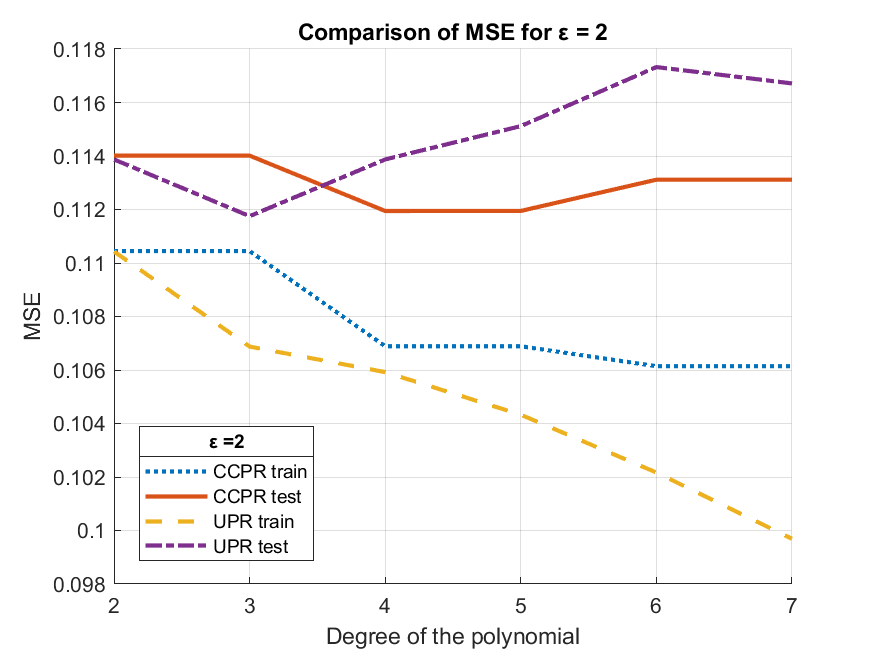 Comparison of MSE for ε = 2
0.118
0.116
0.114
0.112
0.11
0.108
0.106
0.104
0.102
0.1
0.098
MSE
ε =2
CCPR train
CCPR test
UPR train
UPR test
2 3 4 5 6 7
Degree of the polynomial